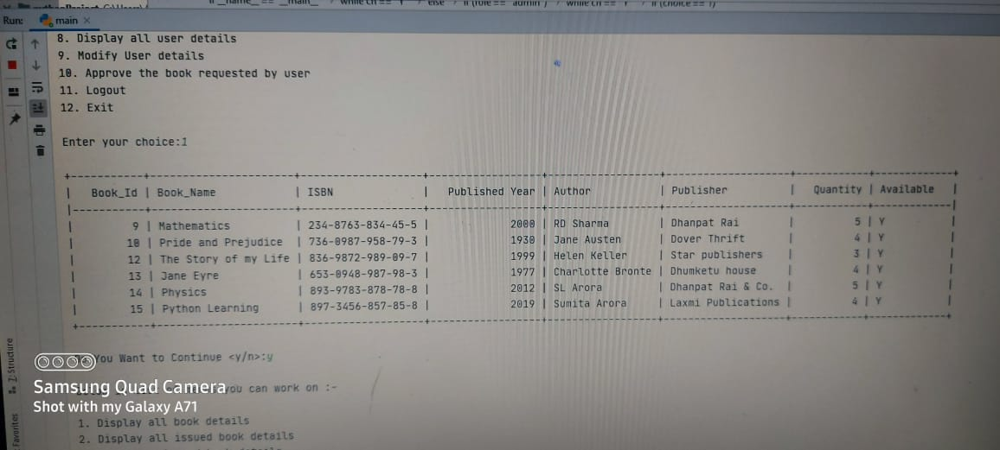 Run: main ×
8. Display all user details
9. Modify User details
10. Approve the book requested by user
11. Logout
12. Exit
Enter your choice:1
| Book_Id | Book_Name | ISBN | Published Year | Author | Publisher | Quantity | Available |
| 9 | Mathematics | 234-8763-834-45-5 | 2000 | RD Sharma | Dhanpat Rai | 5 | Y |
| 10 | Pride and Prejudice | 736-0987-958-79-3 | 1930 | Jane Austen | Dover Thrift | 4 | Y |
| 12 | The Story of my Life | 836-9872-989-09-7 | 1999 | Helen Keller | Star publishers | 3 | Y |
| 13 | Jane Eyre | 653-0948-987-98-3 | 1977 | Charlotte Bronte | Dhumketu house | 4 | Y |
| 14 | Physics | 893-9783-878-78-8 | 2012 | SL Arora | Dhanpat Rai & Co. | 5 | Y |
| 15 | Python Learning | 897-3456-857-85-8 | 2019 | Sumita Arora | Laxmi Publications | 4 | Y |
You Want to Continue <y/n>:y
you can work on :-
Samsung Quad Camera
Shot with my Galaxy A71
1. Display all book details
2. Display all issued book details
Z: Structure
Favorites